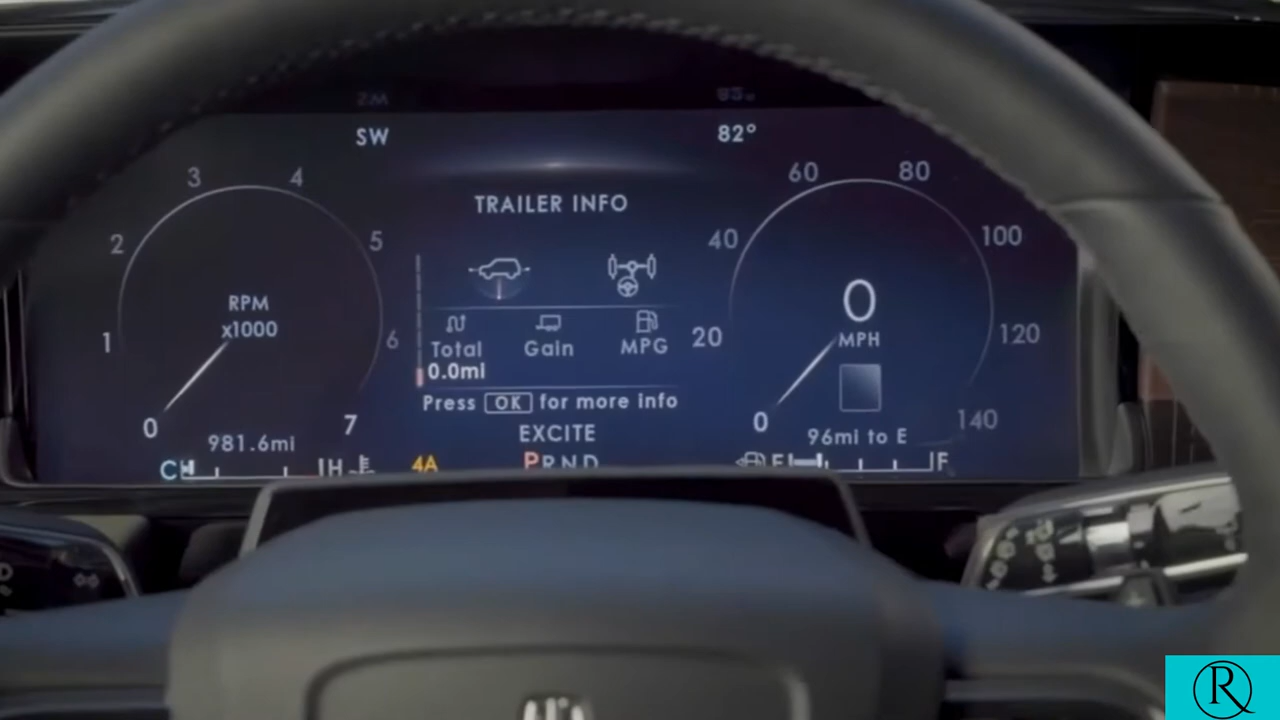 SW 82°
3 4 60 80
TRAILER INFO
2 5 40 100
RPM
x1000
0
MPH
1 6 20 120
Total Gain MPG
0.0mi
Press OK for more info
0 7 0 140
EXCITE
981.6mi 96mi to E
C H 4A PRND E F
R